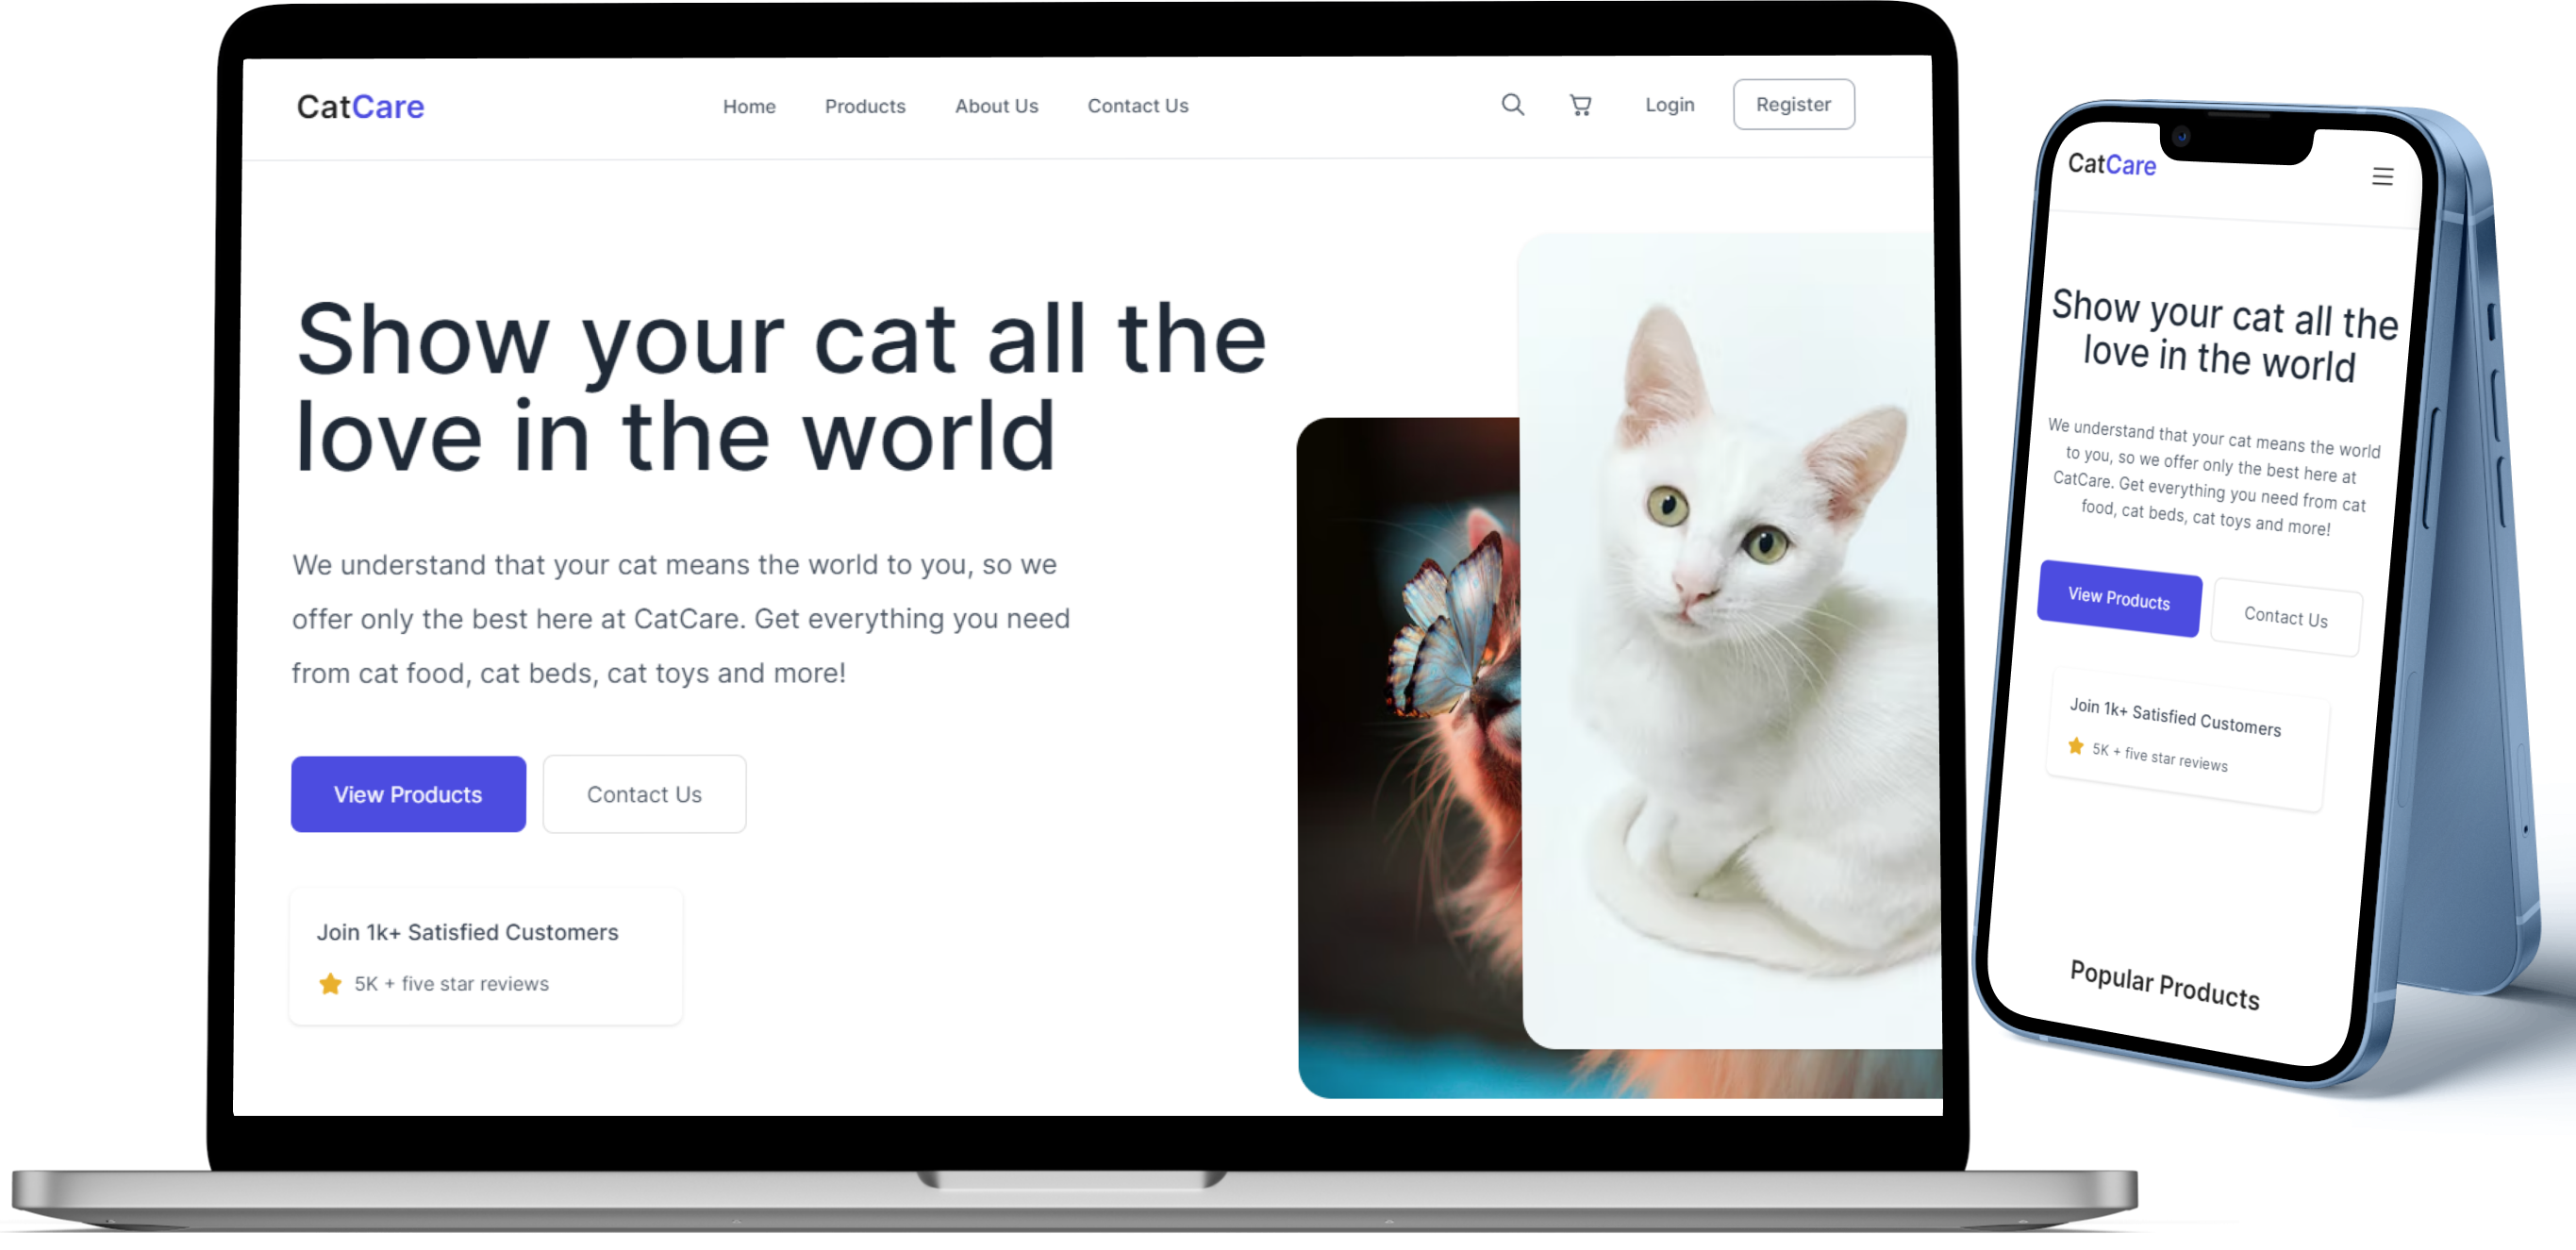 CatCare
Home Products About Us Contact Us
Login Register
Show your cat all the
love in the world
We understand that your cat means the world to you, so we
offer only the best here at CatCare. Get everything you need
from cat food, cat beds, cat toys and more!
View Products Contact Us
Join 1k+ Satisfied Customers
5K + five star reviews
CatCare
Show your cat all the
love in the world
We understand that your cat means the world
to you, so we offer only the best here at
CatCare. Get everything you need from cat
food, cat beds, cat toys and more!
View Products Contact Us
Join 1k+ Satisfied Customers
5K + five star reviews
Popular Products